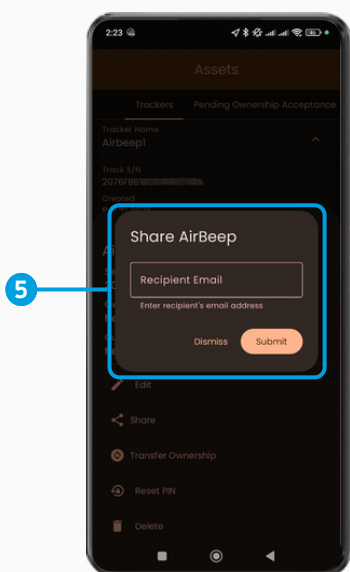 2:23
Assets
Trackers Pending Ownership Acceptance
Tracker Name
Airbeep1
Track S/N
Created
Share AirBeep
Recipient Email
Enter recipient's email address
Dismiss Submit
5
Edit
Share
Transfer Ownership
Reset PIN
Delete